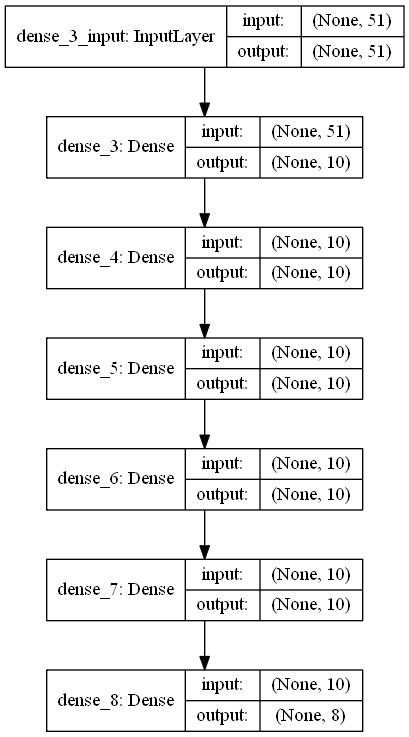 dense_3_input: InputLayer
input: (None, 51)
output: (None, 51)
dense_3: Dense
input: (None, 51)
output: (None, 10)
dense_4: Dense
input: (None, 10)
output: (None, 10)
dense_5: Dense
input: (None, 10)
output: (None, 10)
dense_6: Dense
input: (None, 10)
output: (None, 10)
dense_7: Dense
input: (None, 10)
output: (None, 10)
dense_8: Dense
input: (None, 10)
output: (None, 8)